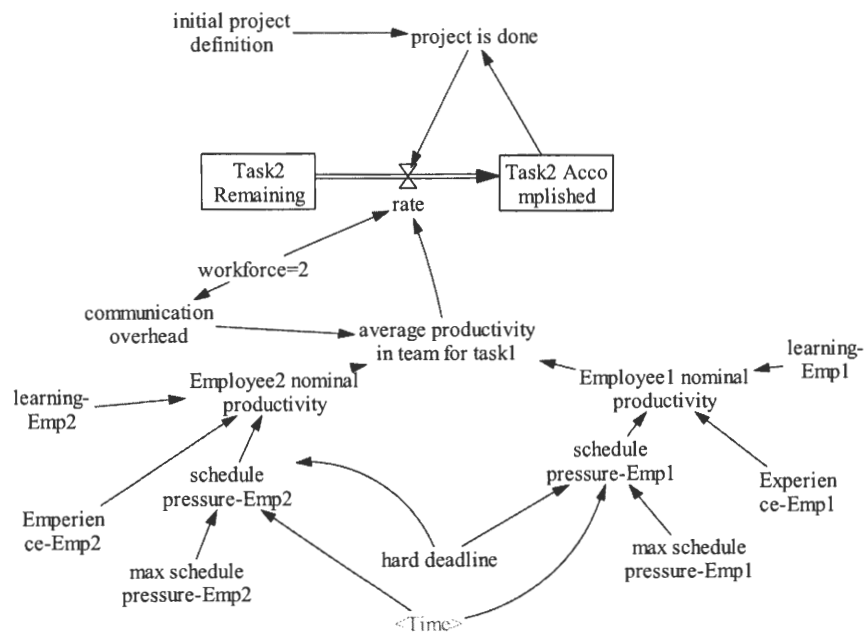 initial project
definition
project is done
Task2
Remaining
Task2 Acco
mplished
rate
workforce=2
communication
overhead
average productivity
in team for task1
learning-
Emp1
Employee2 nominal
productivity
Employee1 nominal
productivity
learning-
Emp2
schedule
pressure-Emp2
schedule
pressure-Emp1
Experien
ce-Emp1
Emperien
ce-Emp2
hard deadline
max schedule
pressure-Emp2
max schedule
pressure-Emp1
<Time>